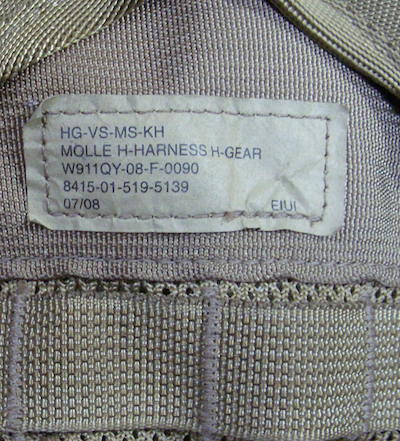 HG-VS-MS-KH
MOLLE H-HARNESS H-GEAR
W911QY-08-F-0090
8415-01-519-5139
07/08 EIUI